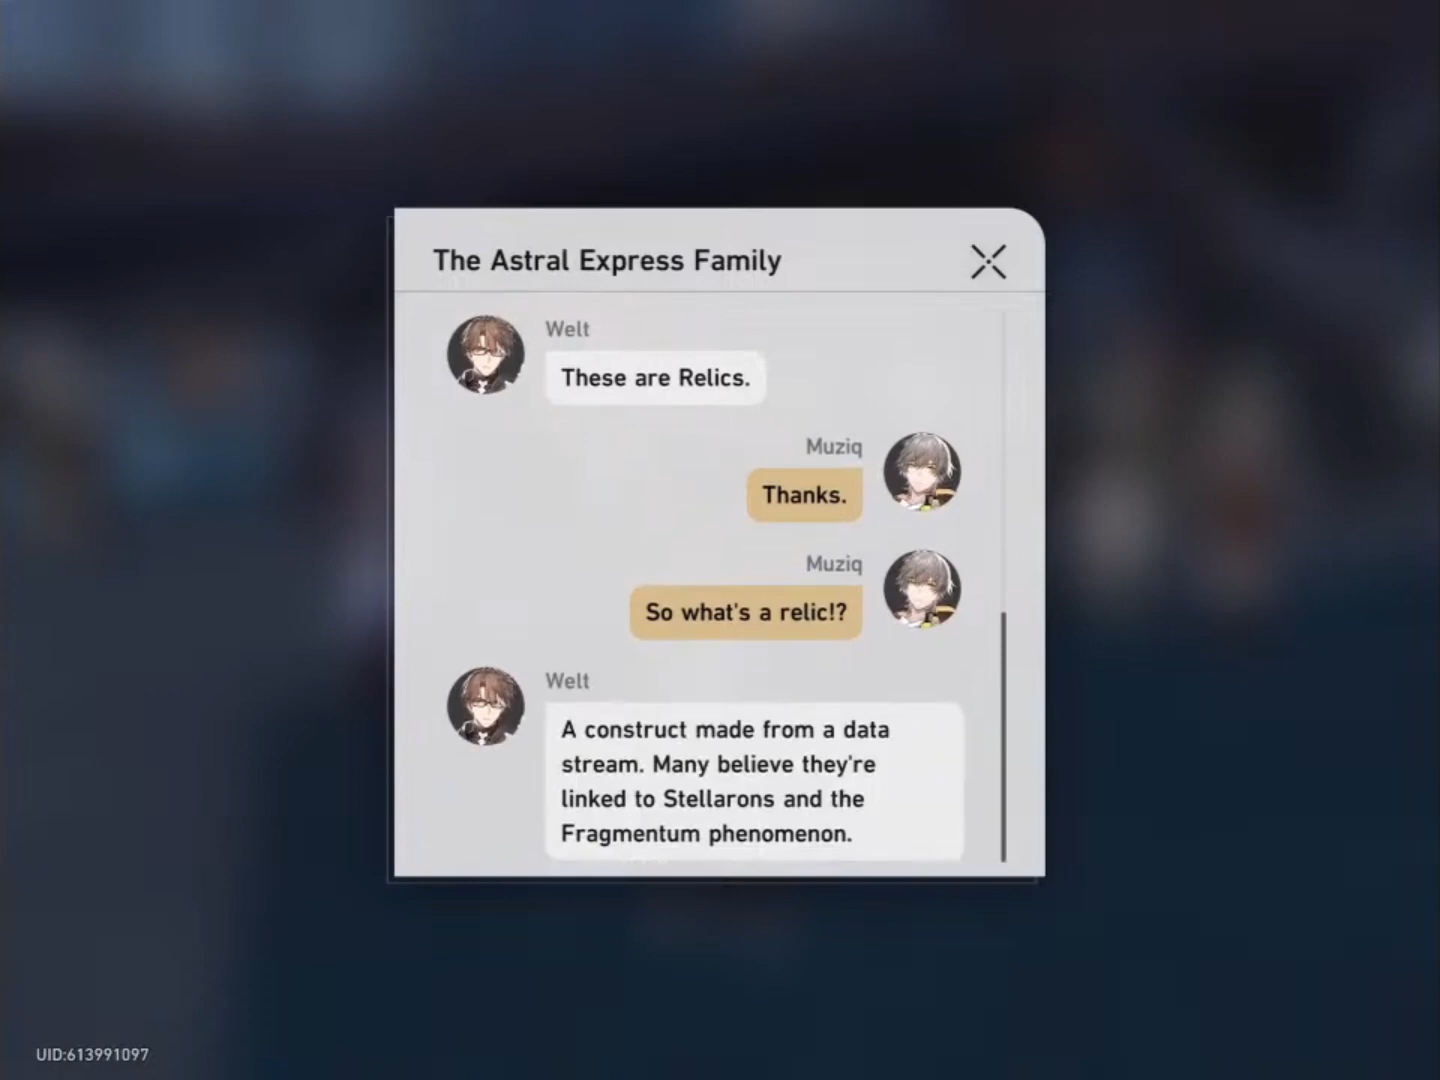 The Astral Express Family
Welt
These are Relics.
Muziq
Thanks.
Muziq
So what's a relic!?
Welt
A construct made from a data
stream. Many believe they're
linked to Stellarons and the
Fragmentum phenomenon.
UID:613991097